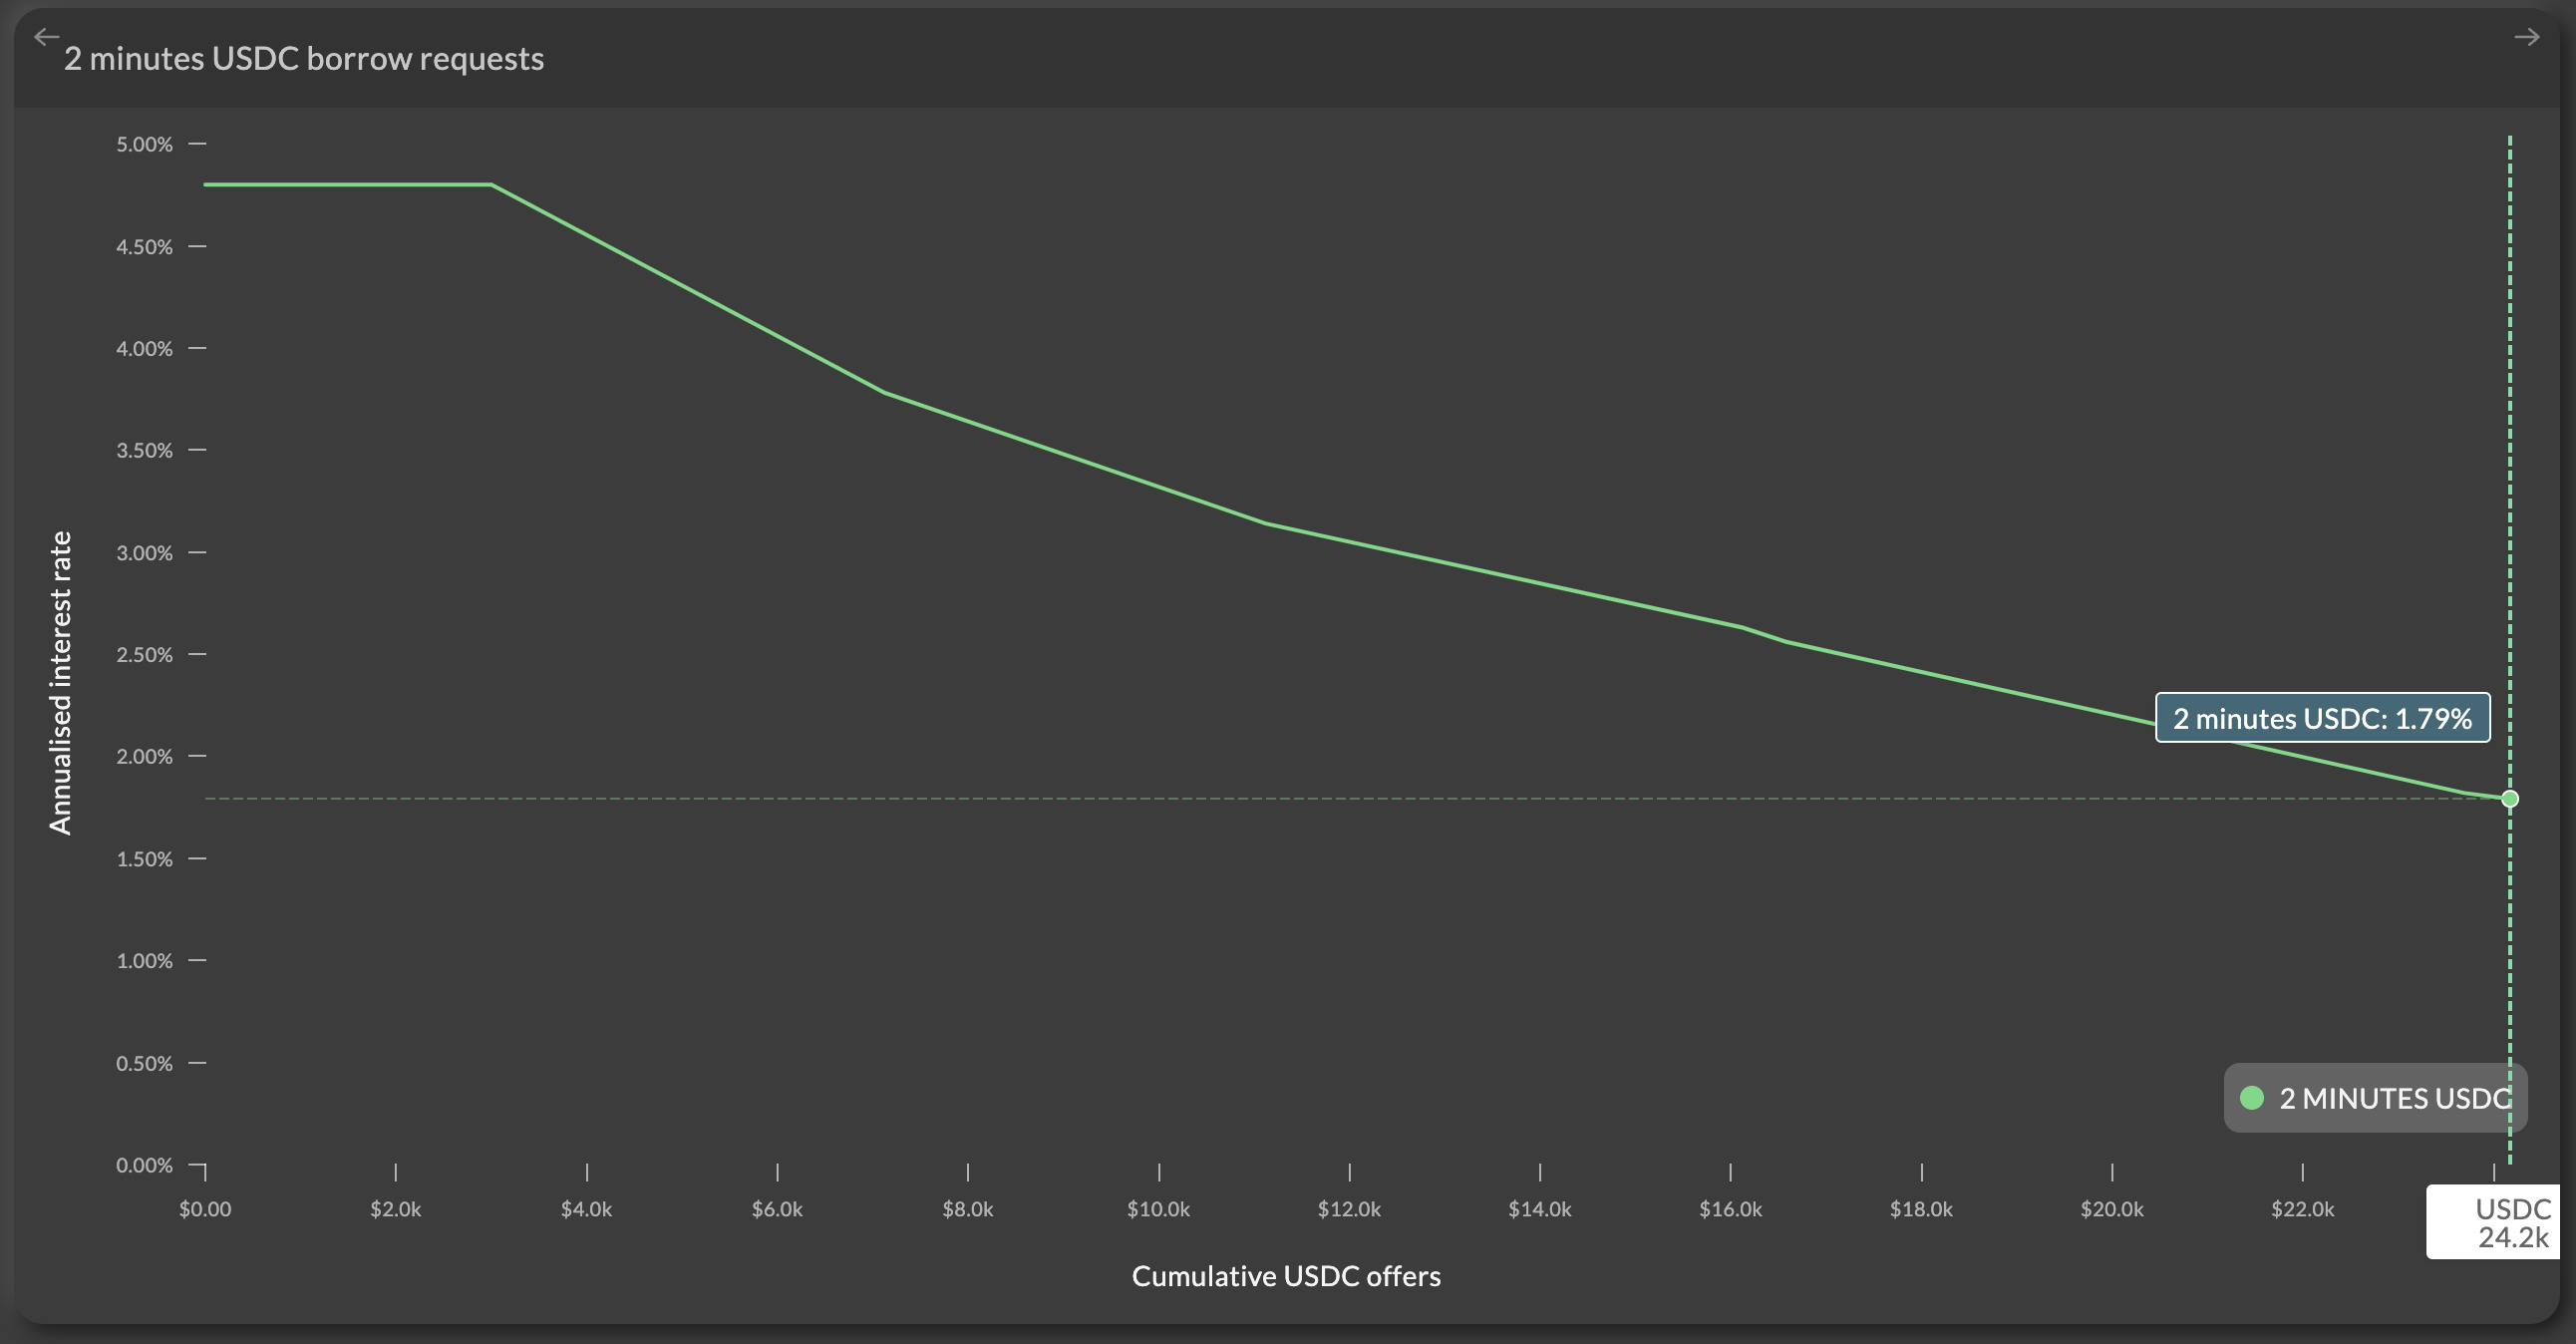 2 minutes USDC borrow requests
5.00%
4.50%
4.00%
3.50%
3.00%
2.50%
2.00%
1.50%
1.00%
0.50%
0.00%
Annualised interest rate
2 minutes USDC: 1.79%
2 MINUTES USDC
$0.00
$2.0k
$4.0k
$6.0k
$8.0k
$10.0k
$12.0k
$14.0k
$16.0k
$18.0k
$20.0k
$22.0k
USDC
24.2k
Cumulative USDC offers